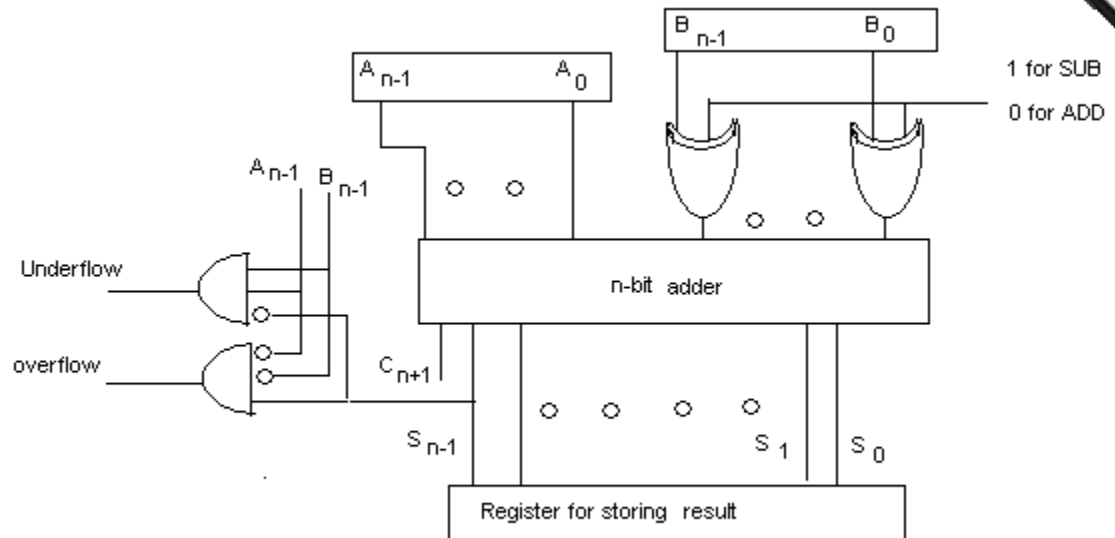 B n-1 B 0
A n-1 A 0
1 for SUB
0 for ADD
A n-1 B n-1
Underflow
n-bit adder
overflow
C n+1
S n-1 S 1 S 0
Register for storing result